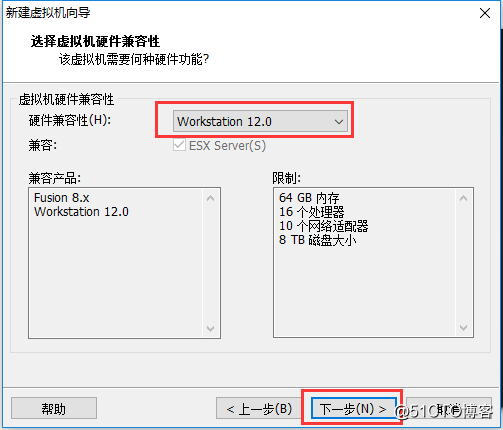 新建虚拟机向导
选择虚拟机硬件兼容性
该虚拟机需要何种硬件功能?
虚拟机硬件兼容性
硬件兼容性(H):
Workstation 12.0
兼容:
ESX Server(S)
兼容产品:
限制:
Fusion 8.x
Workstation 12.0
64 GB 内存
16 个处理器
10 个网络适配器
8 TB 磁盘大小
帮助
< 上一步(B)
下一步(N) >
取消
@51CTO博客